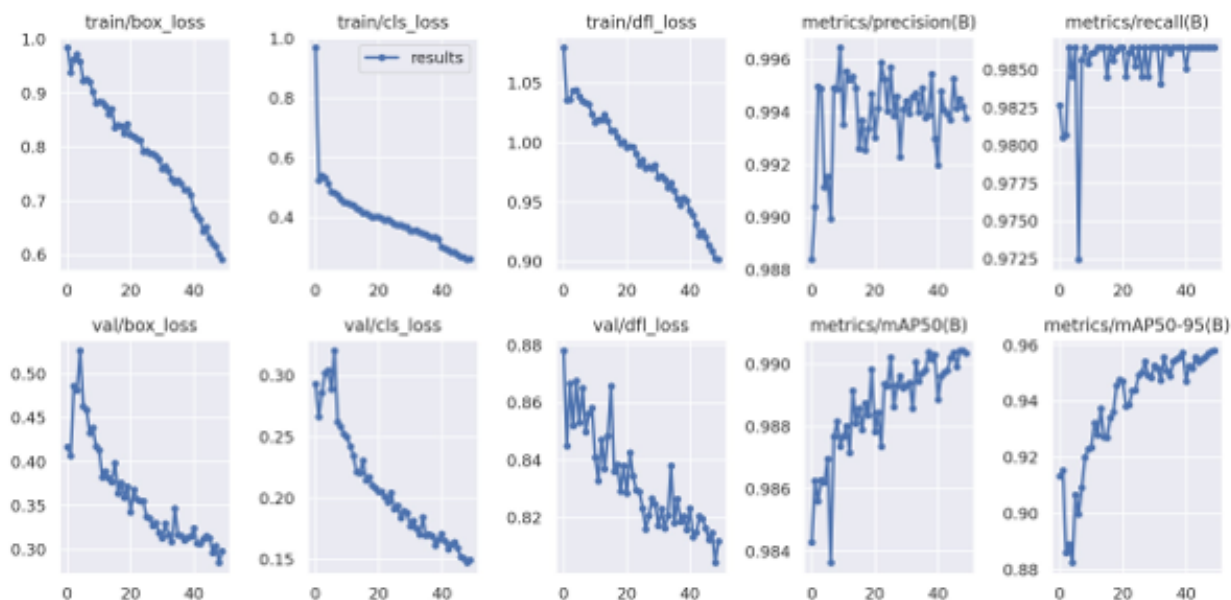 train/box_loss
train/cls_loss
train/dfl_loss
metrics/precision(B)
metrics/recall(B)
1.0
0.9
0.8
0.7
0.6
0 20 40
1.0
0.8
0.6
0.4
results
0 20 40
1.05
1.00
0.95
0.90
0 20 40
0.996
0.994
0.992
0.990
0.988
0 20 40
0.9850
0.9825
0.9800
0.9775
0.9750
0.9725
0 20 40
val/box_loss
val/cls_loss
val/dfl_loss
metrics/mAP50(B)
metrics/mAP50-95(B)
0.50
0.45
0.40
0.35
0.30
0 20 40
0.30
0.25
0.20
0.15
0 20 40
0.88
0.86
0.84
0.82
0 20 40
0.990
0.988
0.986
0.984
0 20 40
0.96
0.94
0.92
0.90
0.88
0 20 40